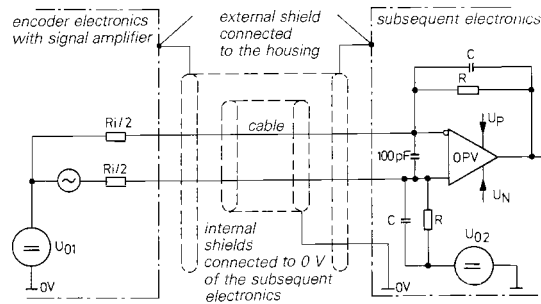 encoder electronics
with signal amplifier
external shield
connected
to the housing
subsequent electronics
C
R
Ri/2
cable
100pF
OPV
UP
UN
Ri/2
C
R
U01
U02
0V
internal
shields
connected to 0 V
of the subsequent
electronics
0V